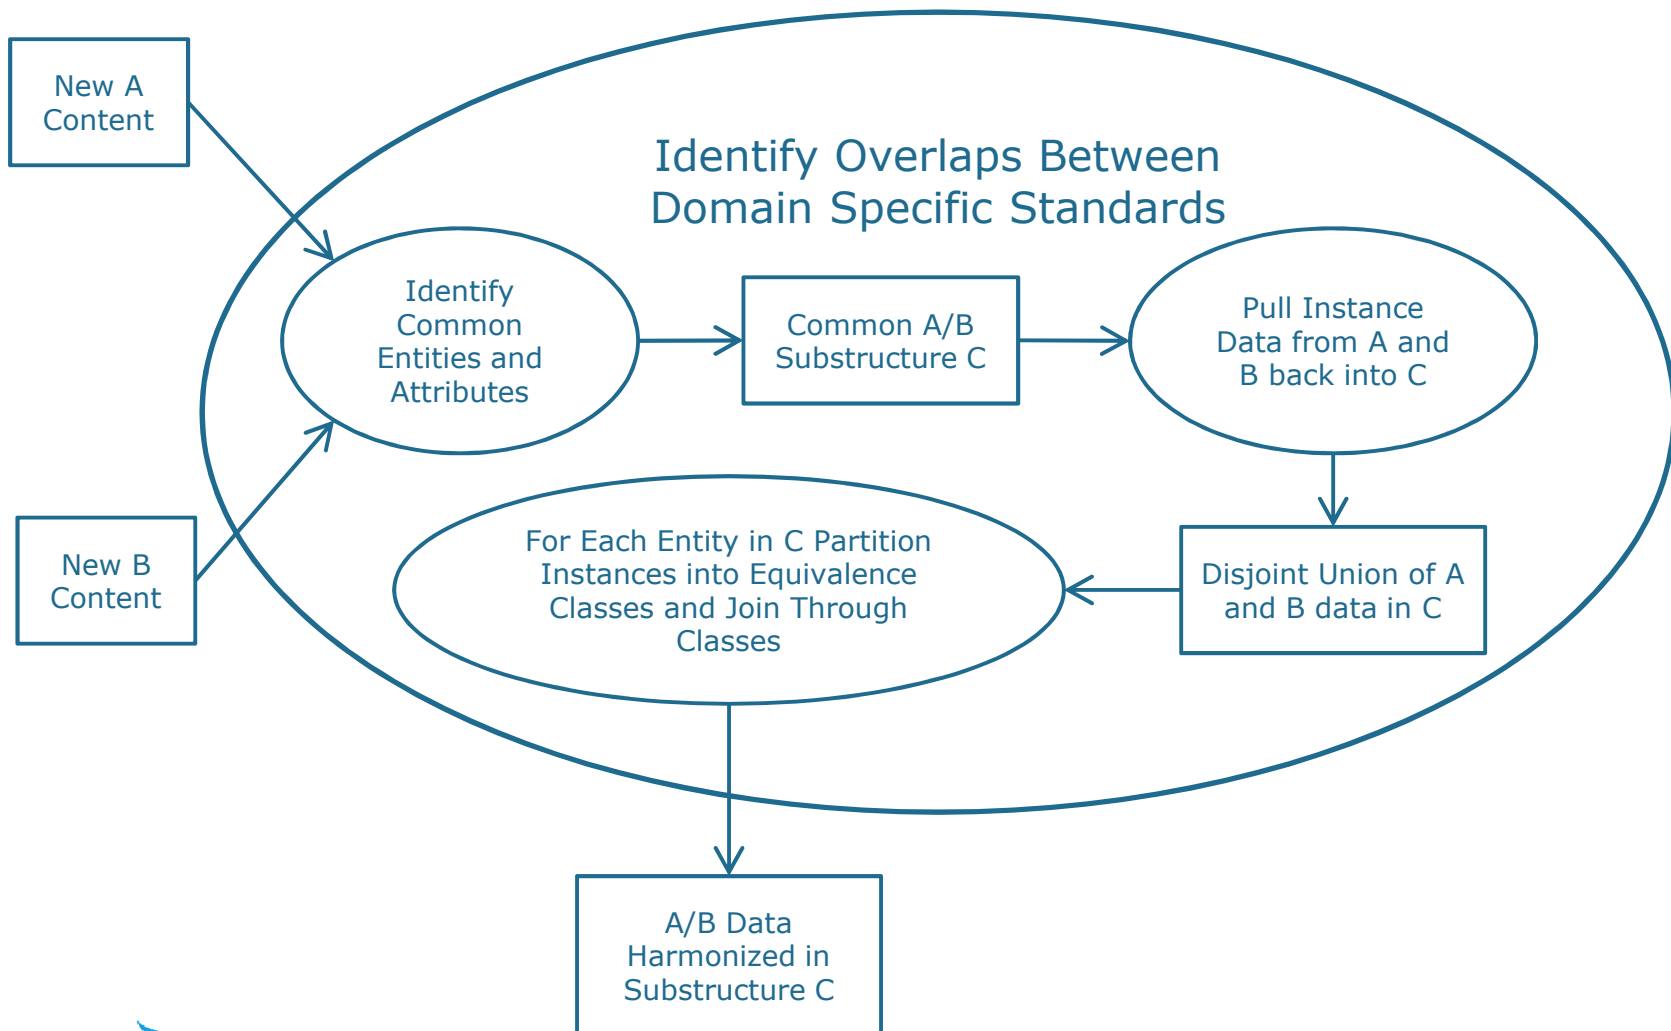 New A
Content
Identify Overlaps Between
Domain Specific Standards
Identify
Common
Entities and
Attributes
Common A/B
Substructure C
Pull Instance
Data from A and
B back into C
New B
Content
For Each Entity in C Partition
Instances into Equivalence
Classes and Join Through
Classes
Disjoint Union of A
and B data in C
A/B Data
Harmonized in
Substructure C